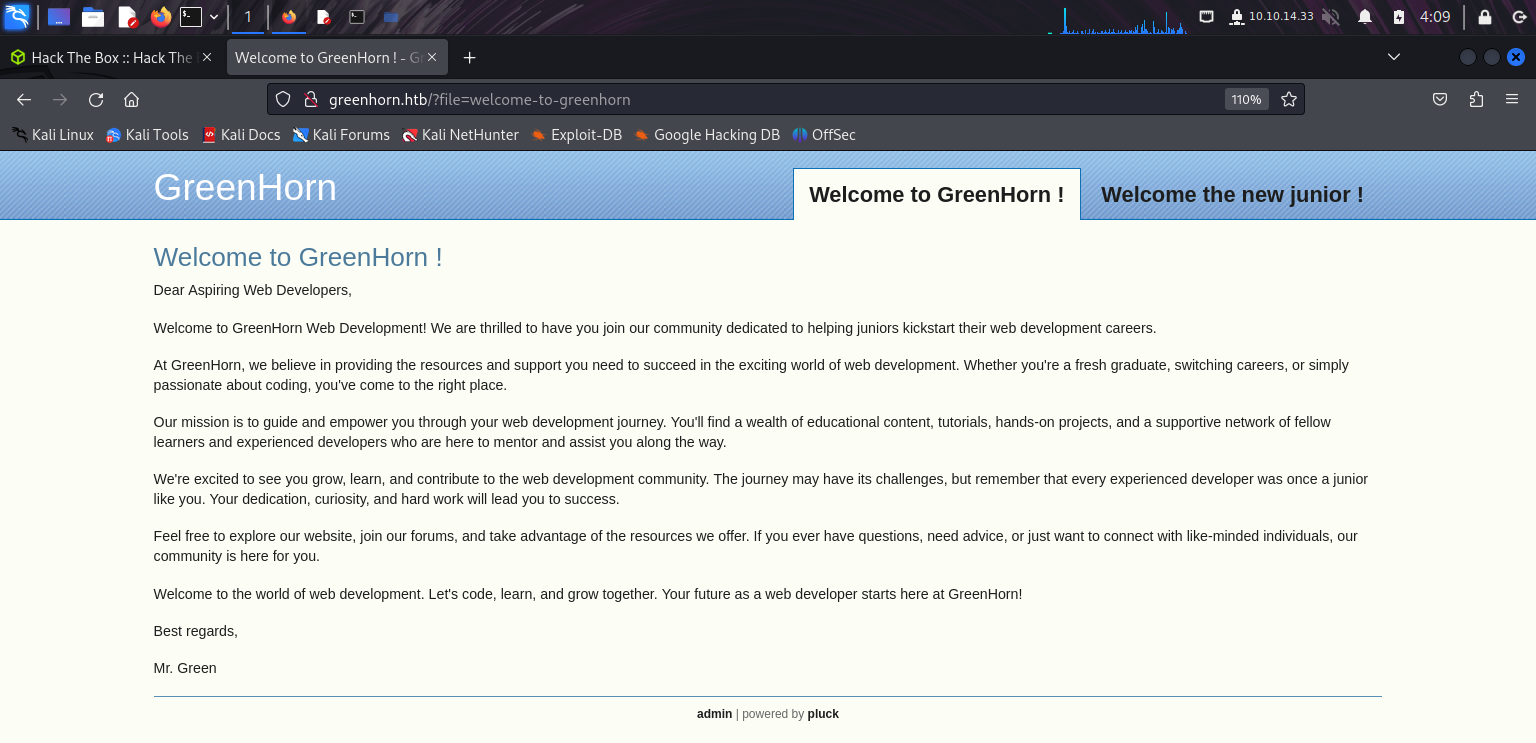 1
10.10.14.33
4:09
Hack The Box :: Hack The
Welcome to GreenHorn ! - Gr
greenhorn.htb/?file=welcome-to-greenhorn
110%
Kali Linux
Kali Tools
Kali Docs
Kali Forums
Kali NetHunter
Exploit-DB
Google Hacking DB
OffSec
GreenHorn
Welcome to GreenHorn !
Welcome the new junior !
Welcome to GreenHorn !
Dear Aspiring Web Developers,
Welcome to GreenHorn Web Development! We are thrilled to have you join our community dedicated to helping juniors kickstart their web development careers.
At GreenHorn, we believe in providing the resources and support you need to succeed in the exciting world of web development. Whether you're a fresh graduate, switching careers, or simply
passionate about coding, you've come to the right place.
Our mission is to guide and empower you through your web development journey. You'll find a wealth of educational content, tutorials, hands-on projects, and a supportive network of fellow
learners and experienced developers who are here to mentor and assist you along the way.
We're excited to see you grow, learn, and contribute to the web development community. The journey may have its challenges, but remember that every experienced developer was once a junior
like you. Your dedication, curiosity, and hard work will lead you to success.
Feel free to explore our website, join our forums, and take advantage of the resources we offer. If you ever have questions, need advice, or just want to connect with like-minded individuals, our
community is here for you.
Welcome to the world of web development. Let's code, learn, and grow together. Your future as a web developer starts here at GreenHorn!
Best regards,
Mr. Green
admin | powered by pluck